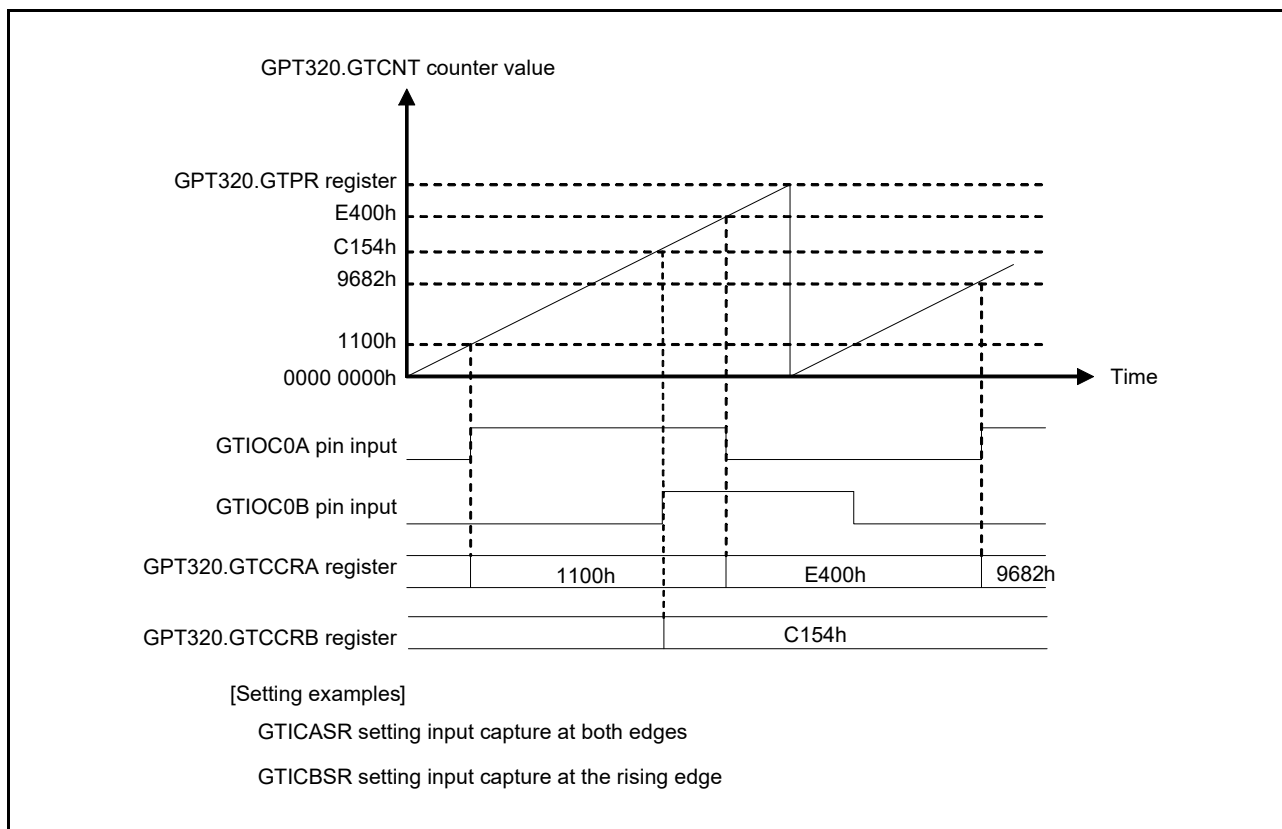 GPT320.GTCNT counter value
GPT320.GTPR register
E400h
C154h
9682h
1100h
0000 0000h
Time
GTIOC0A pin input
GTIOC0B pin input
GPT320.GTCCRA register
1100h
E400h
9682h
GPT320.GTCCRB register
C154h
[Setting examples]
GTICASR setting input capture at both edges
GTICBSR setting input capture at the rising edge